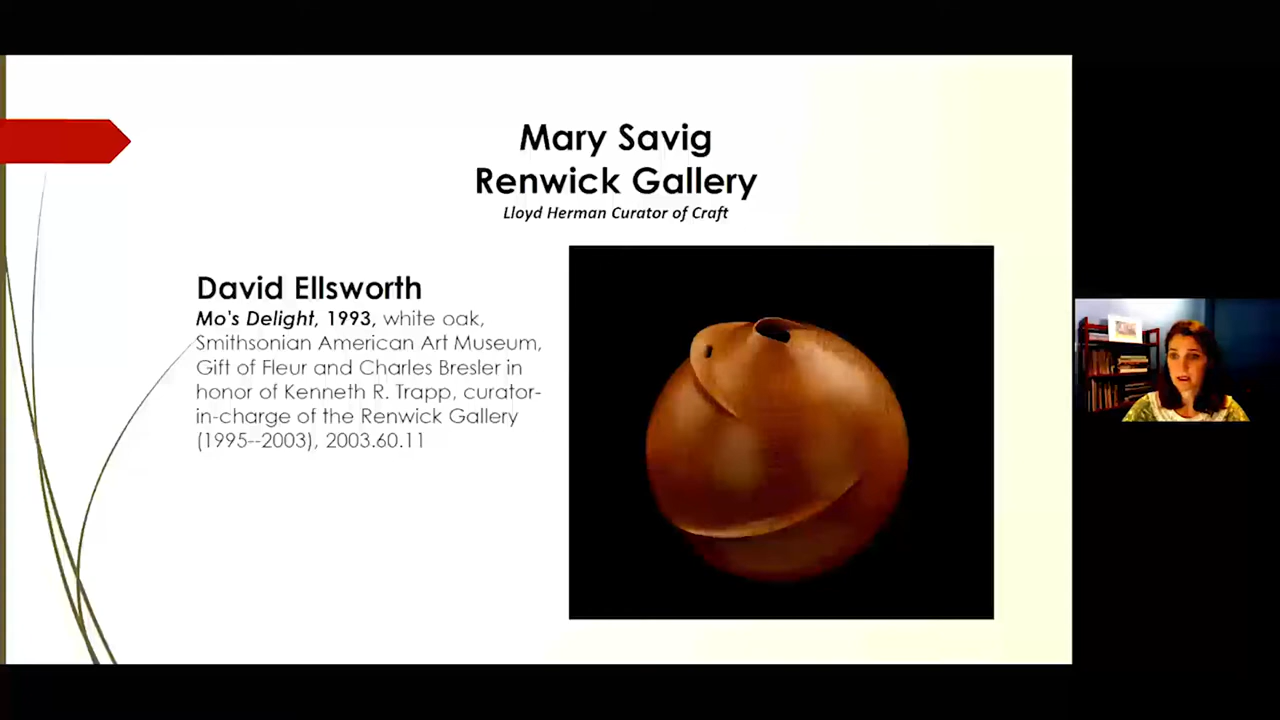 Mary Savig
Renwick Gallery
Lloyd Herman Curator of Craft
David Ellsworth
Mo's Delight, 1993, white oak,
Smithsonian American Art Museum,
Gift of Fleur and Charles Bresler in
honor of Kenneth R. Trapp, curator-
in-charge of the Renwick Gallery
(1995--2003), 2003.60.11